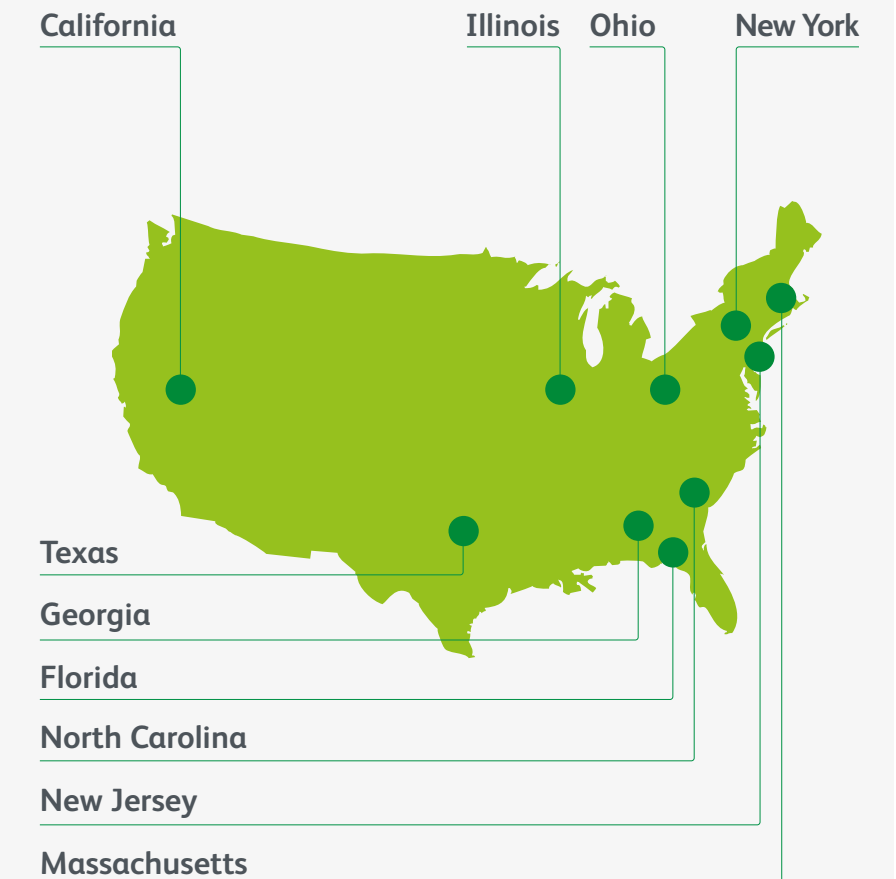 California
Illinois
Ohio
New York
Texas
Georgia
Florida
North Carolina
New Jersey
Massachusetts